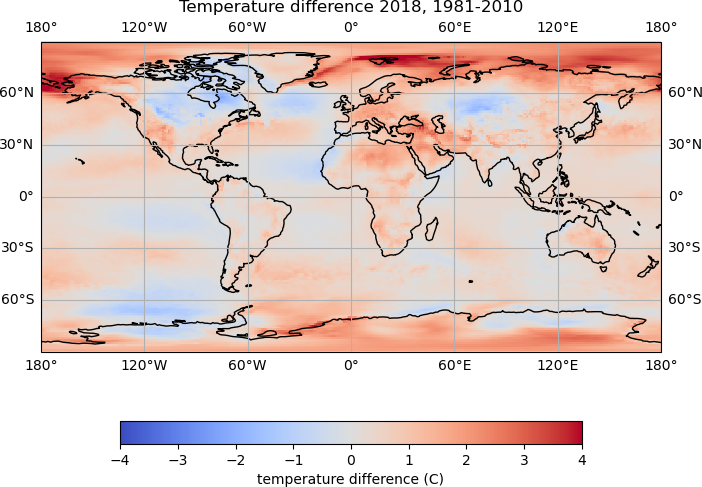 Temperature difference 2018, 1981-2010
180° 120°W 60°W 0° 60°E 120°E 180°
60°N 60°N
30°N 30°N
0° 0°
30°S 30°S
60°S 60°S
180° 120°W 60°W 0° 60°E 120°E 180°
−4 −3 −2 −1 0 1 2 3 4
temperature difference (C)